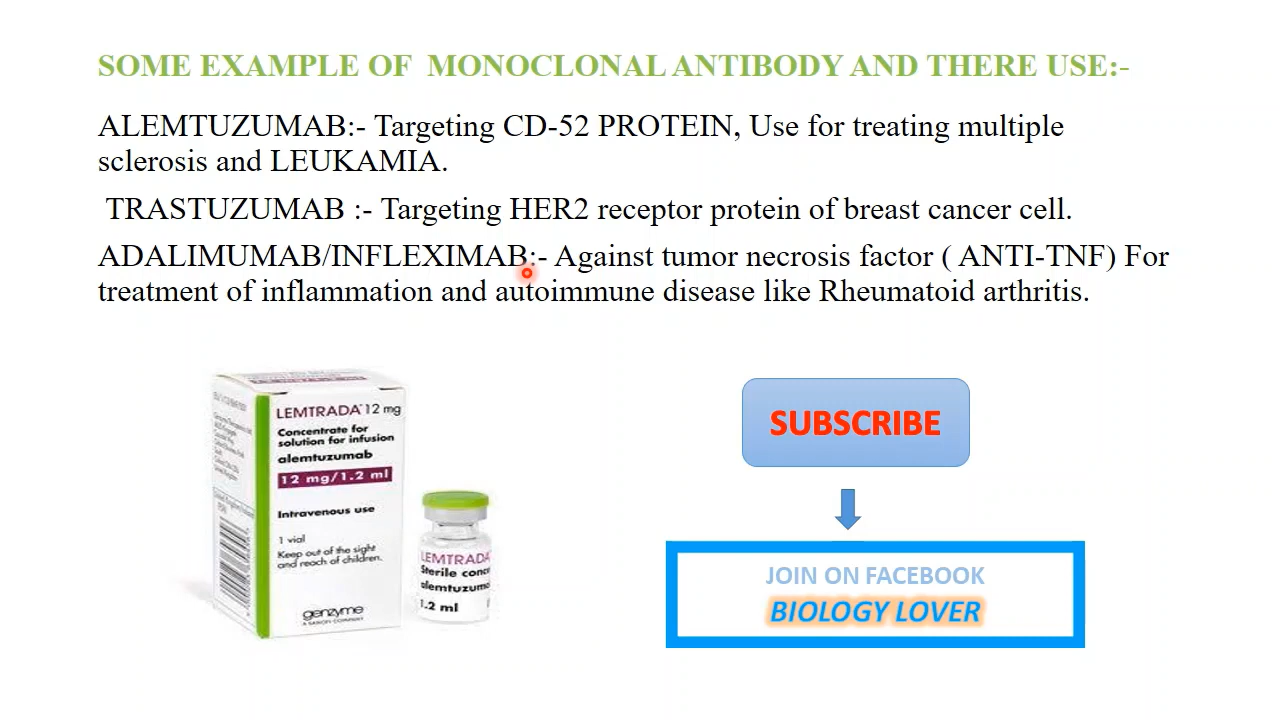 SOME EXAMPLE OF MONOCLONAL ANTIBODY AND THERE USE:-
ALEMTUZUMAB:- Targeting CD-52 PROTEIN, Use for treating multiple
sclerosis and LEUKAMIA.
TRASTUZUMAB :- Targeting HER2 receptor protein of breast cancer cell.
ADALIMUMAB/INFLEXIMAB:- Against tumor necrosis factor ( ANTI-TNF) For
treatment of inflammation and autoimmune disease like Rheumatoid arthritis.
LEMTRADA 12 mg
Concentrate for
solution for infusion
alemtuzumab
12 mg/1.2 ml
Intravenous use
1 vial
Keep out of the sight
and reach of children.
genzyme
A SANOFI COMPANY
LEMTRADA
Sterile conc
alemtuzumo
1.2 ml
SUBSCRIBE
JOIN ON FACEBOOK
BIOLOGY LOVER